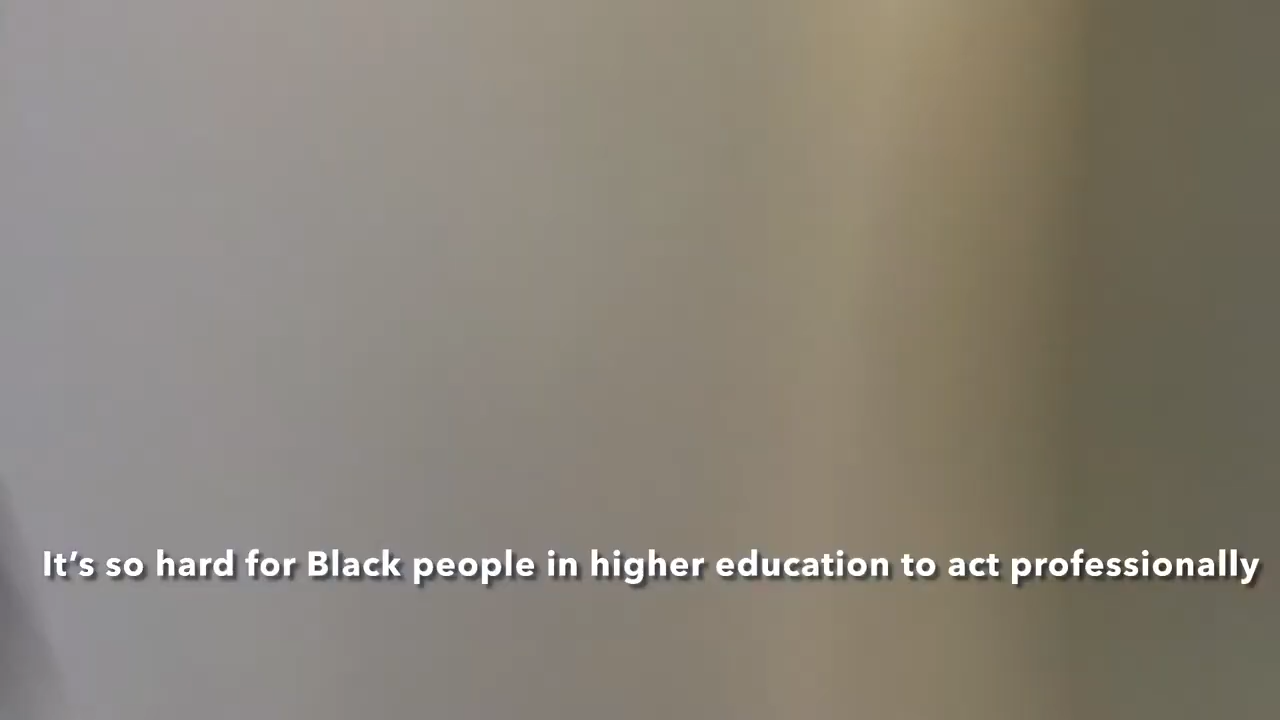 It’s so hard for Black people in higher education to act professionally